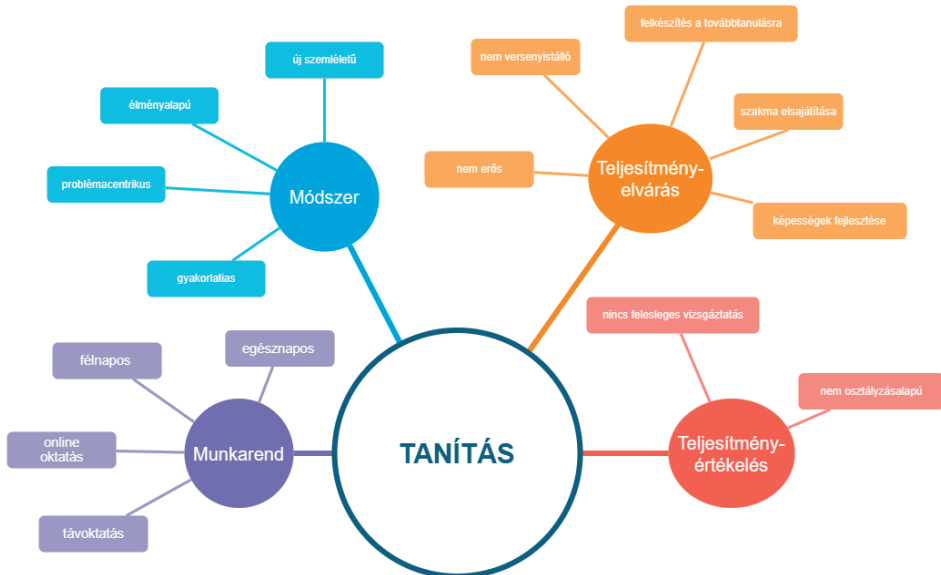 felkészítés a továbbtanulásra
új szemléletű
nem versenyistálló
élményalapú
szakma elsajátítása
Teljesítmény-
elvárás
nem erős
problémacentrikus
Módszer
képességek fejlesztése
gyakorlatias
nincs felesleges vizsgáztatás
egésznapos
félnapos
nem osztályzásalapú
online
oktatás
Munkarend
TANÍTÁS
Teljesítmény-
értékelés
távoktatás